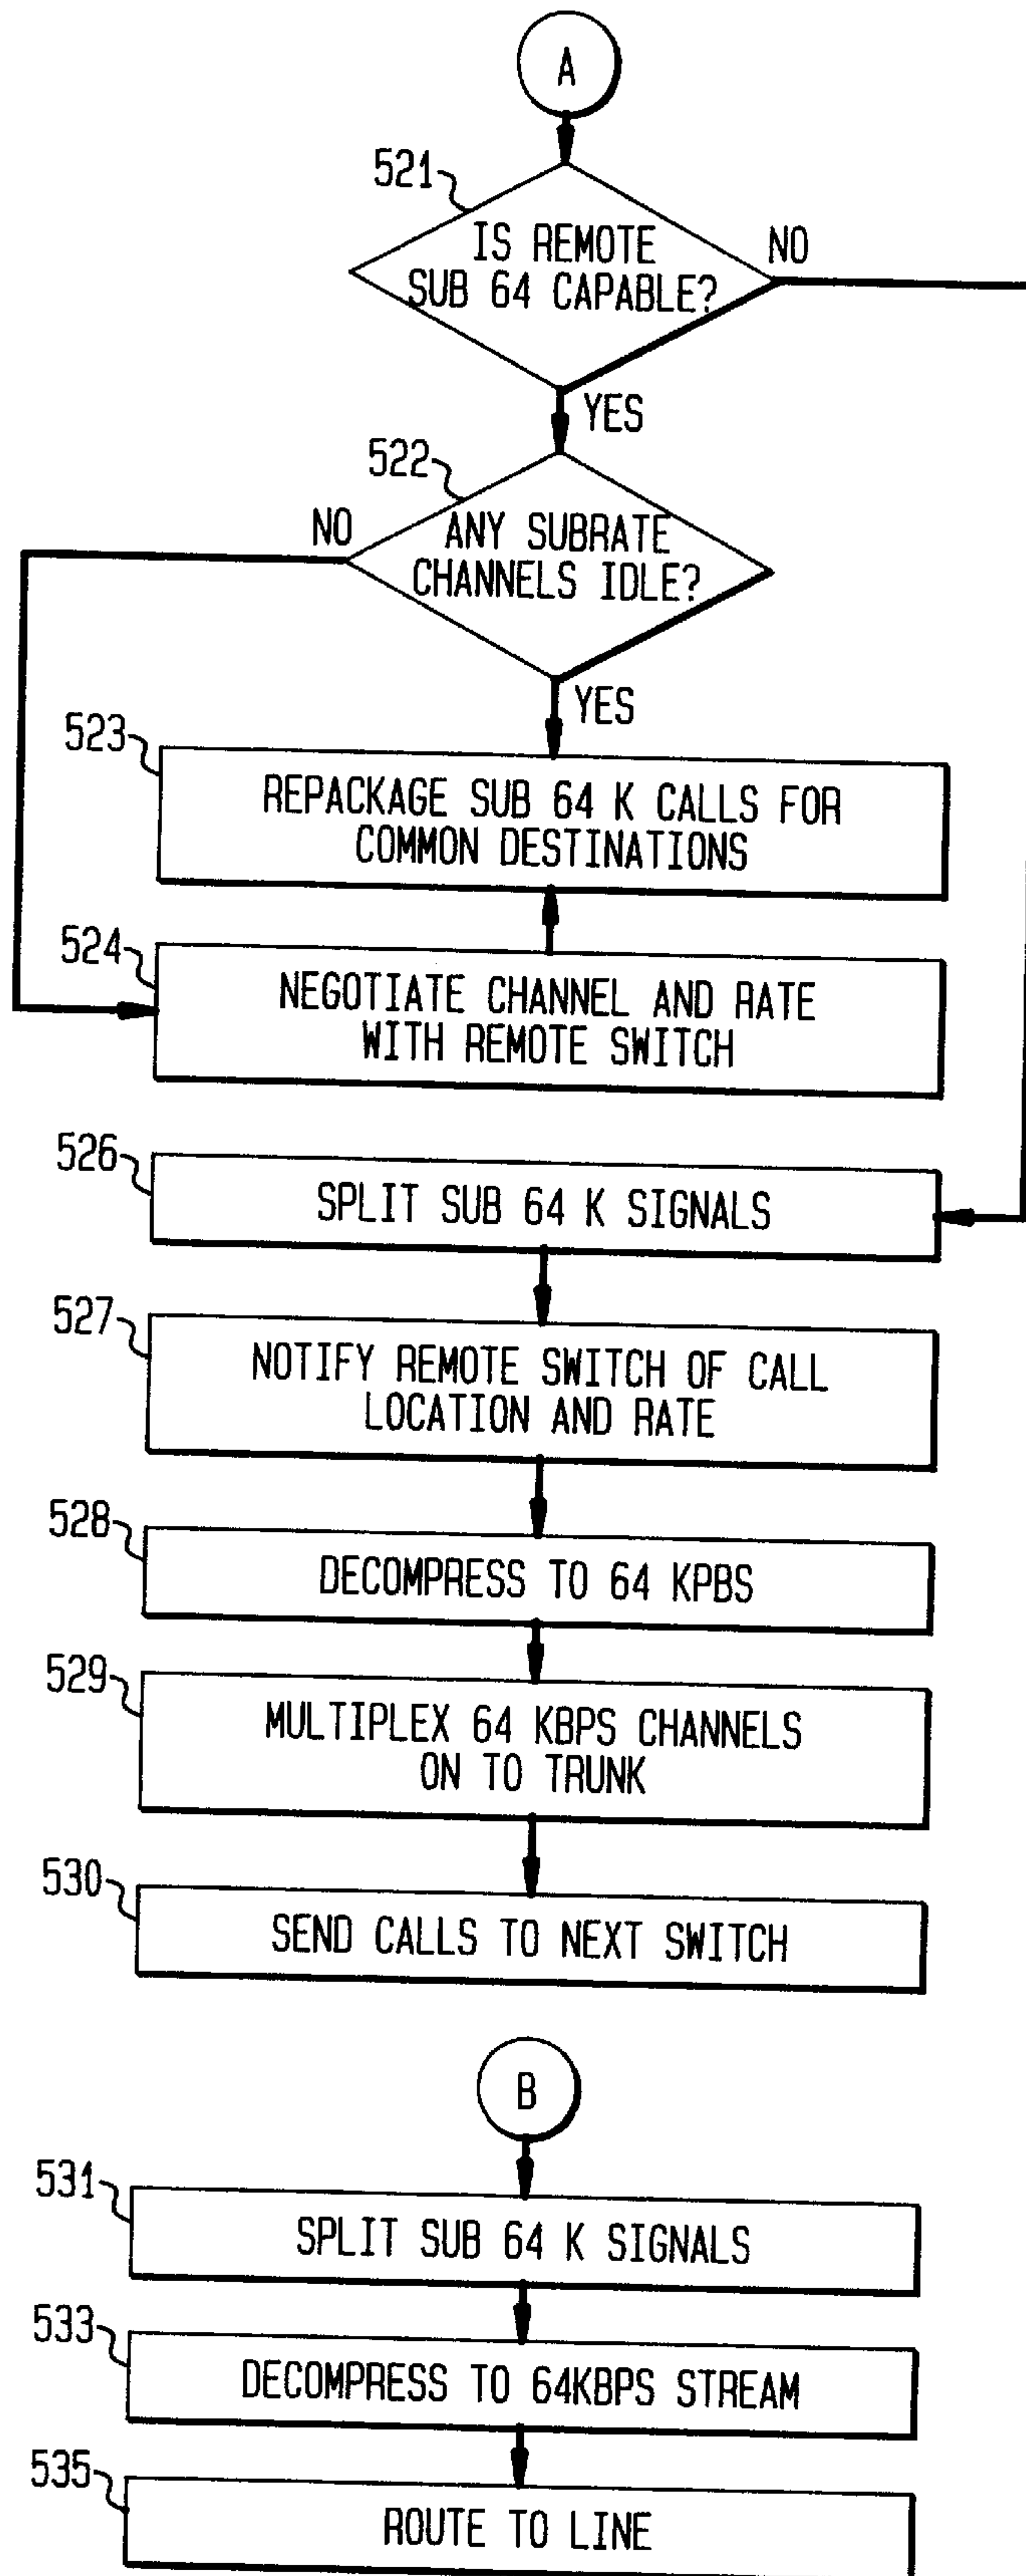 A
521
IS REMOTE
SUB 64 CAPABLE?
NO
YES
522
NO
ANY SUBRATE
CHANNELS IDLE?
YES
523
REPACKAGE SUB 64 K CALLS FOR
COMMON DESTINATIONS
524
NEGOTIATE CHANNEL AND RATE
WITH REMOTE SWITCH
526
SPLIT SUB 64 K SIGNALS
527
NOTIFY REMOTE SWITCH OF CALL
LOCATION AND RATE
528
DECOMPRESS TO 64 KPBS
529
MULTIPLEX 64 KBPS CHANNELS
ON TO TRUNK
530
SEND CALLS TO NEXT SWITCH
B
531
SPLIT SUB 64 K SIGNALS
533
DECOMPRESS TO 64KBPS STREAM
535
ROUTE TO LINE